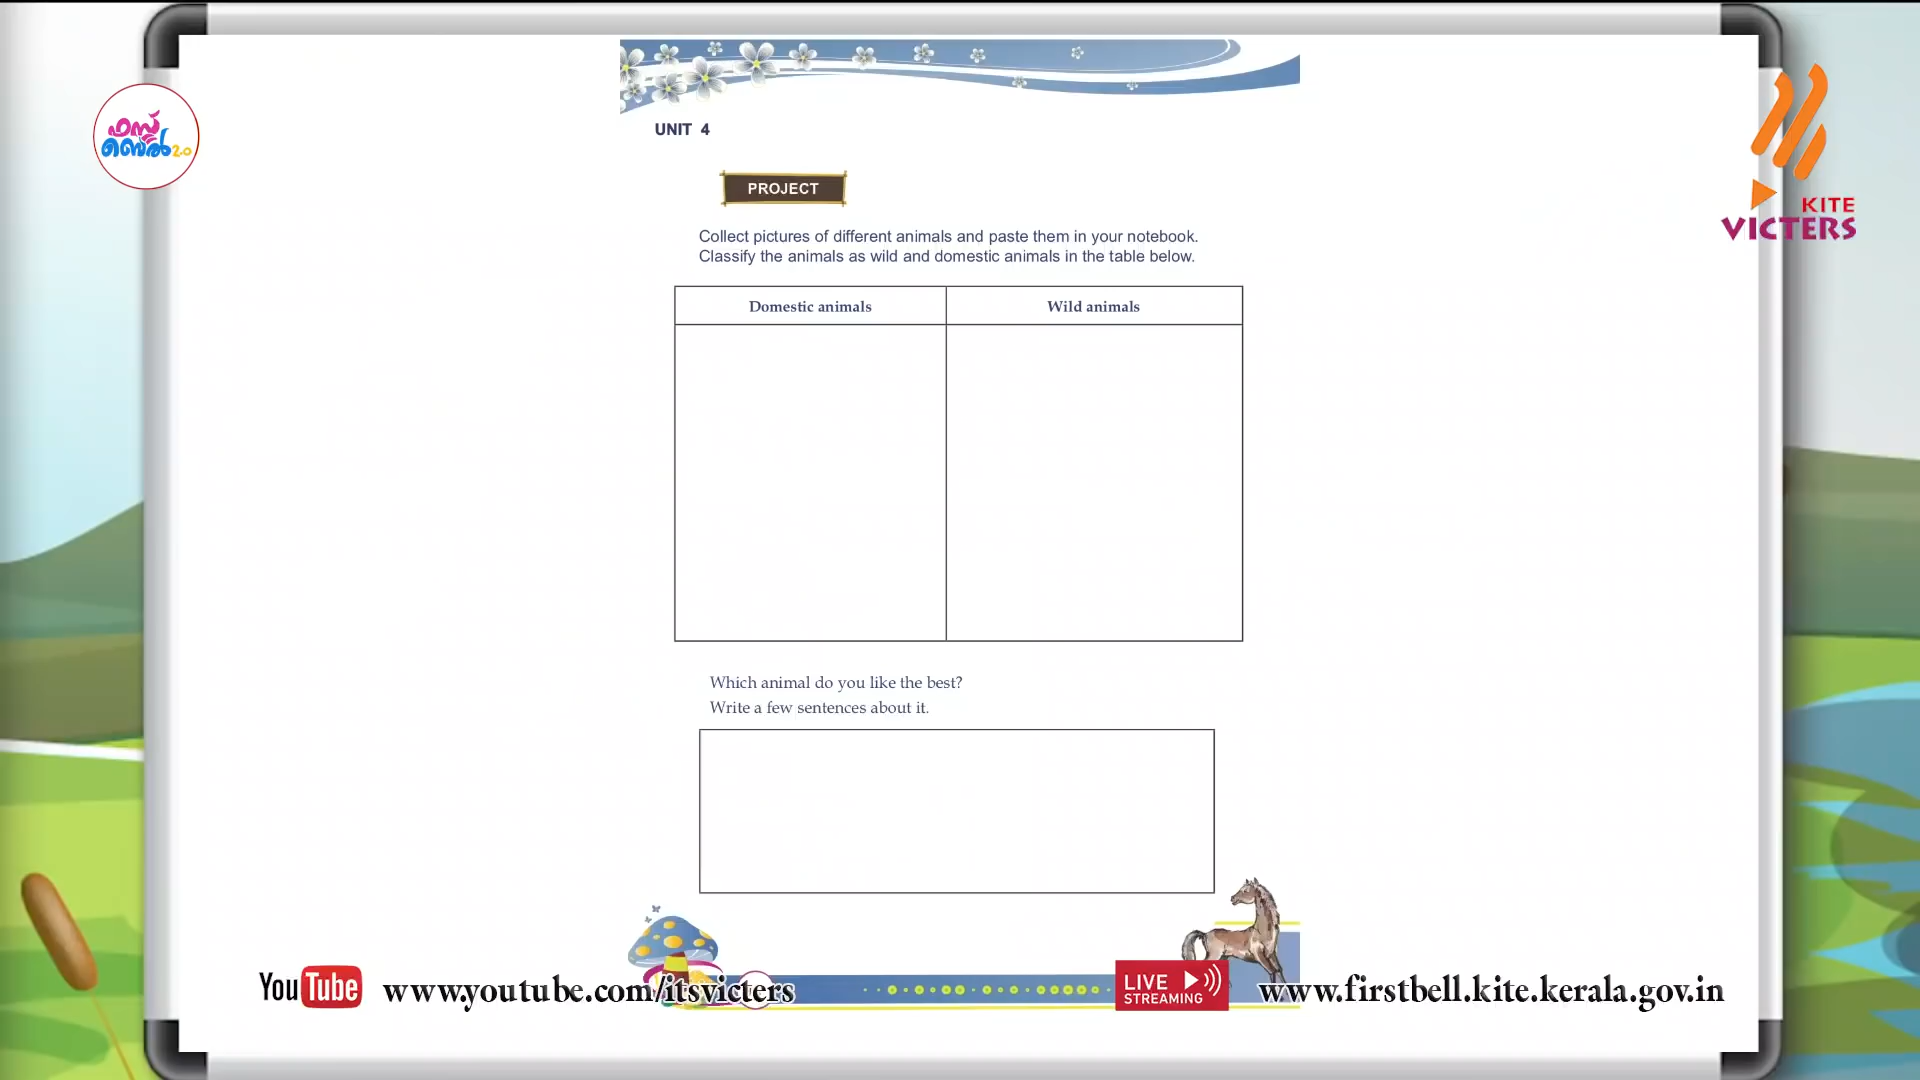 ഫസ്റ്റ്
ബെൽ 2.0
KITE
VICTERS
UNIT 4
PROJECT
Collect pictures of different animals and paste them in your notebook.
Classify the animals as wild and domestic animals in the table below.
Domestic animals
Wild animals
Which animal do you like the best?
Write a few sentences about it.
YouTube
www.youtube.com/itsvicters
LIVE
STREAMING
www.firstbell.kite.kerala.gov.in